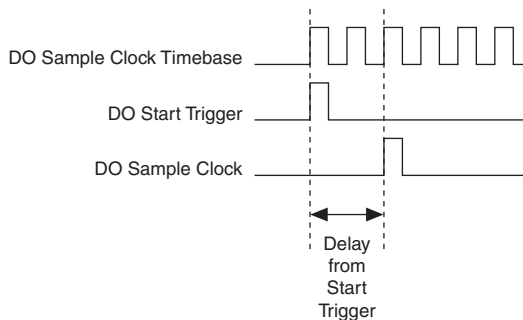 DO Sample Clock Timebase
DO Start Trigger
DO Sample Clock
Delay
from
Start
Trigger